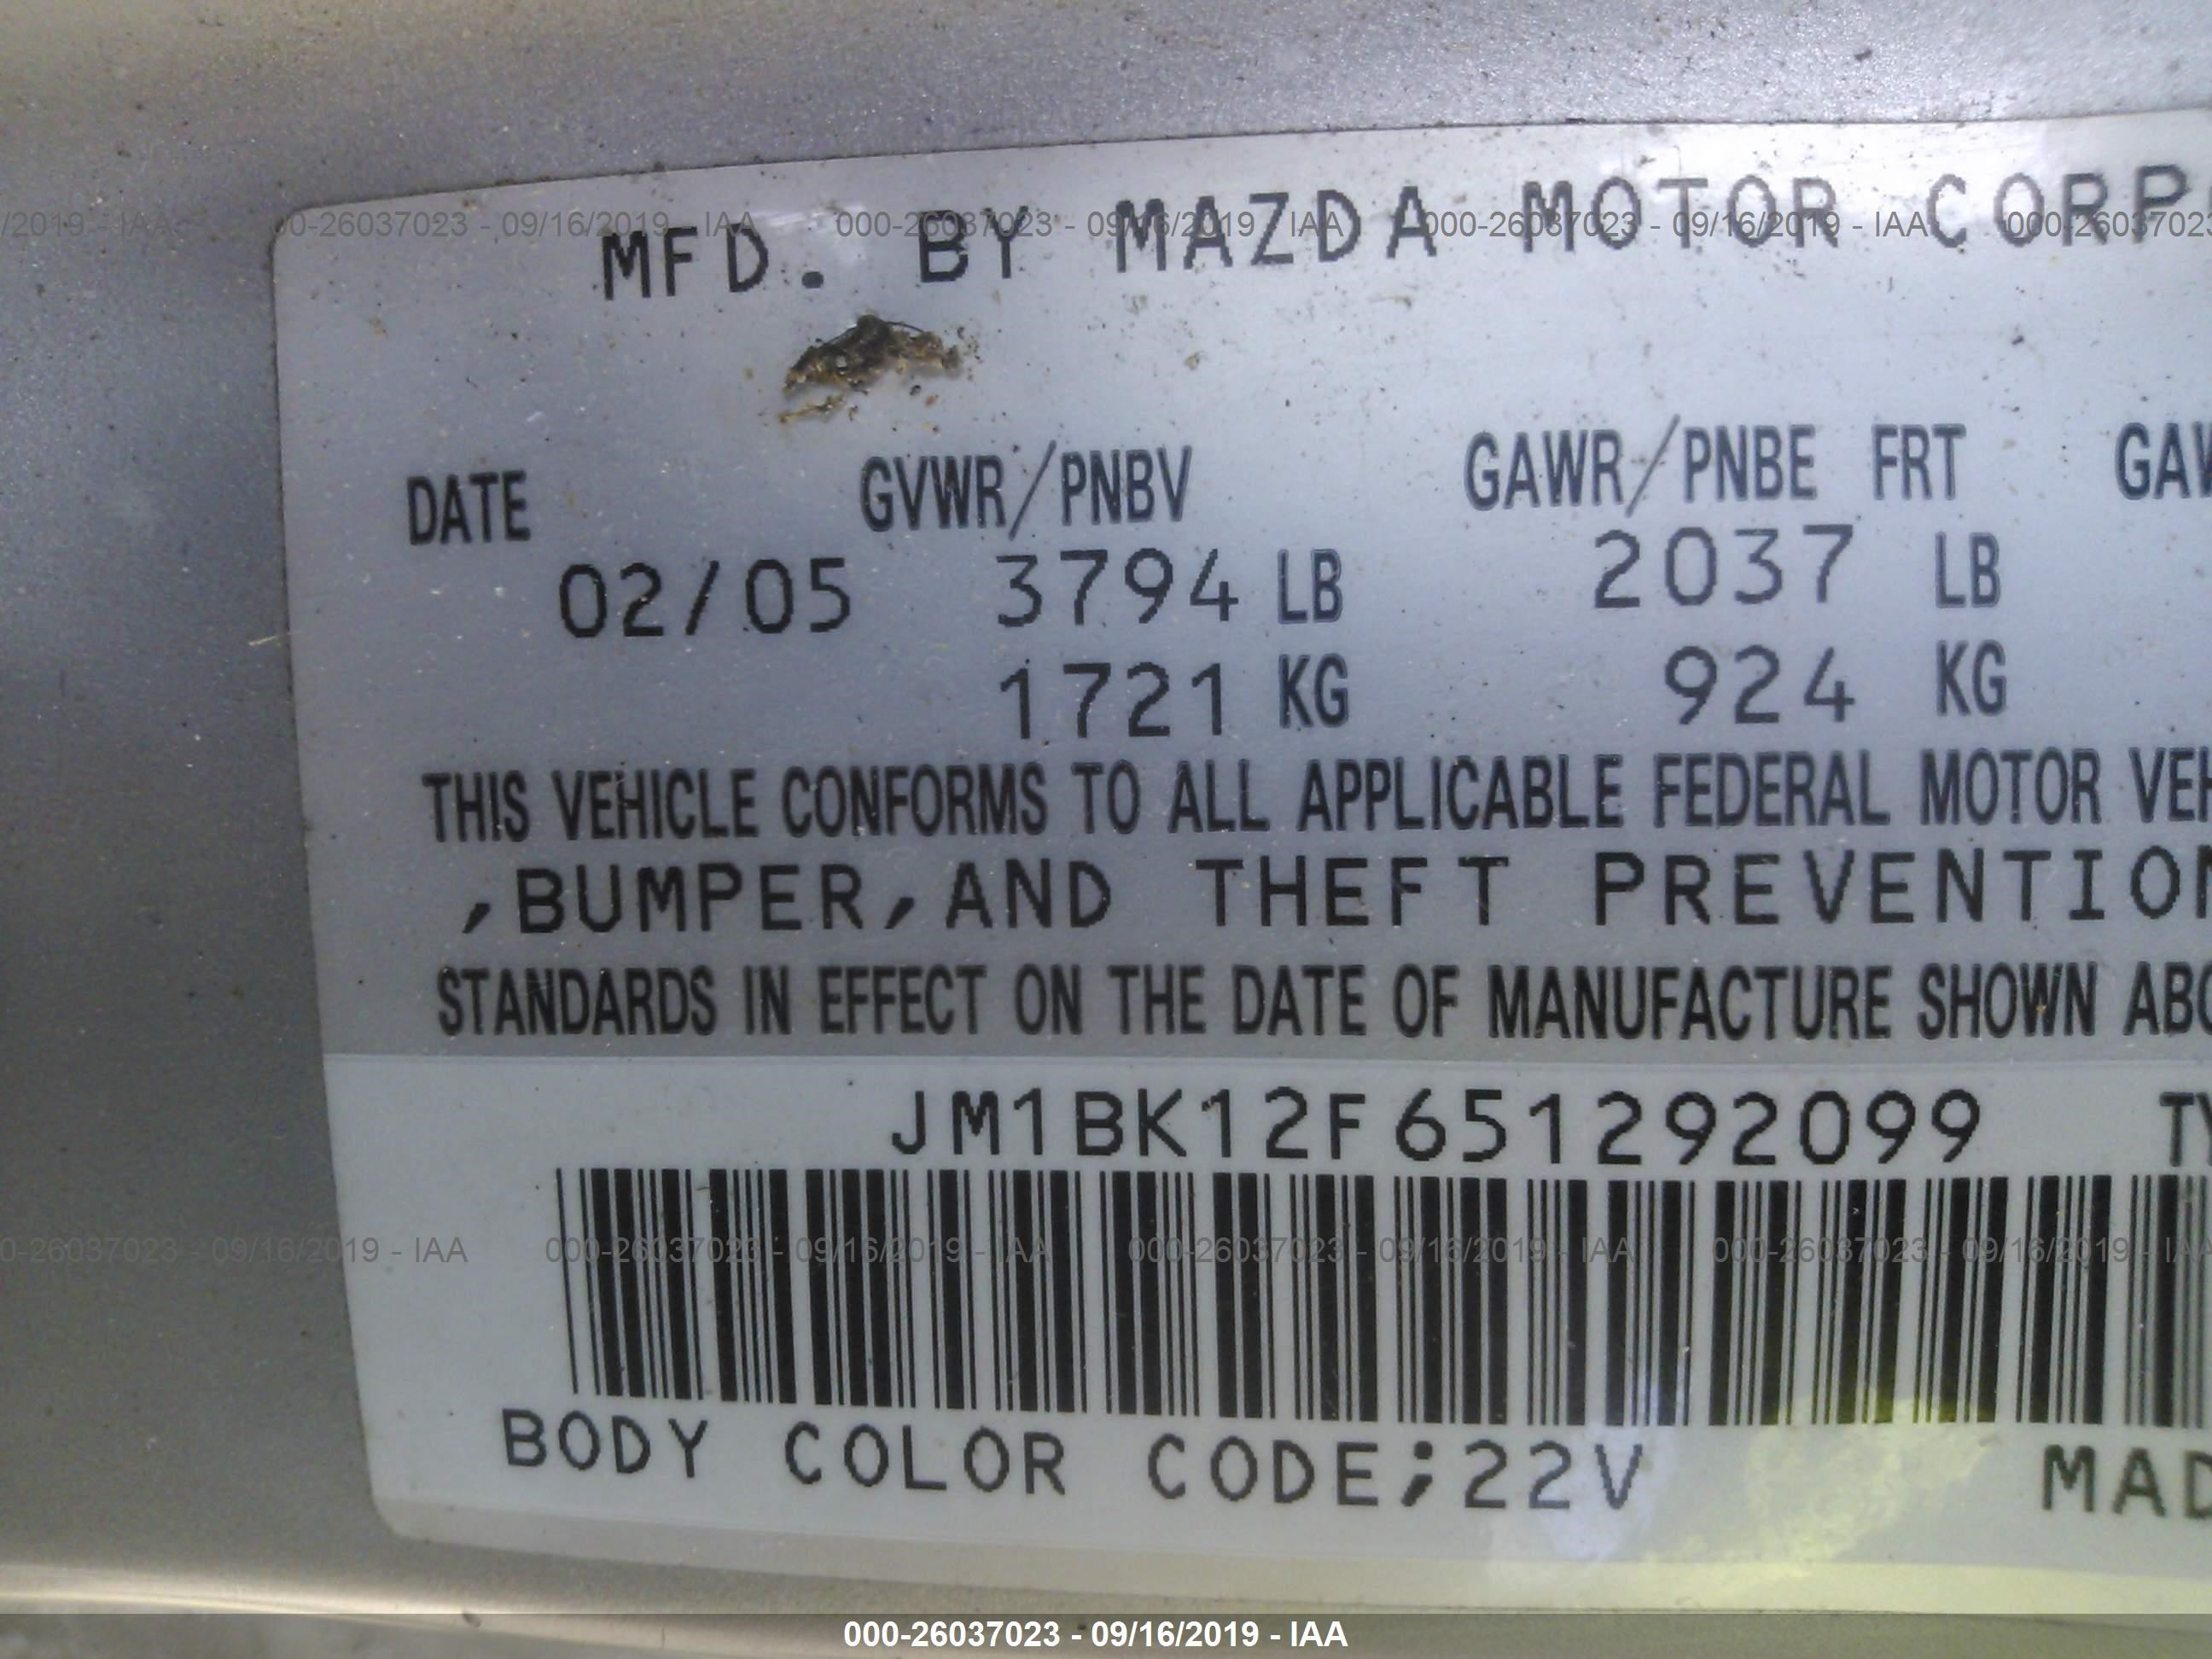 MFD. BY MAZDA MOTOR CORP
DATE GVWR/PNBV GAWR/PNBE FRT
02/05 3794 LB 2037 LB
1721 KG 924 KG
THIS VEHICLE CONFORMS TO ALL APPLICABLE FEDERAL MOTOR
,BUMPER,AND THEFT PREVENTION
STANDARDS IN EFFECT ON THE DATE OF MANUFACTURE SHOWN
JM1BK12F651292099
BODY COLOR CODE;22V
000-26037023 - 09/16/2019 - IAA